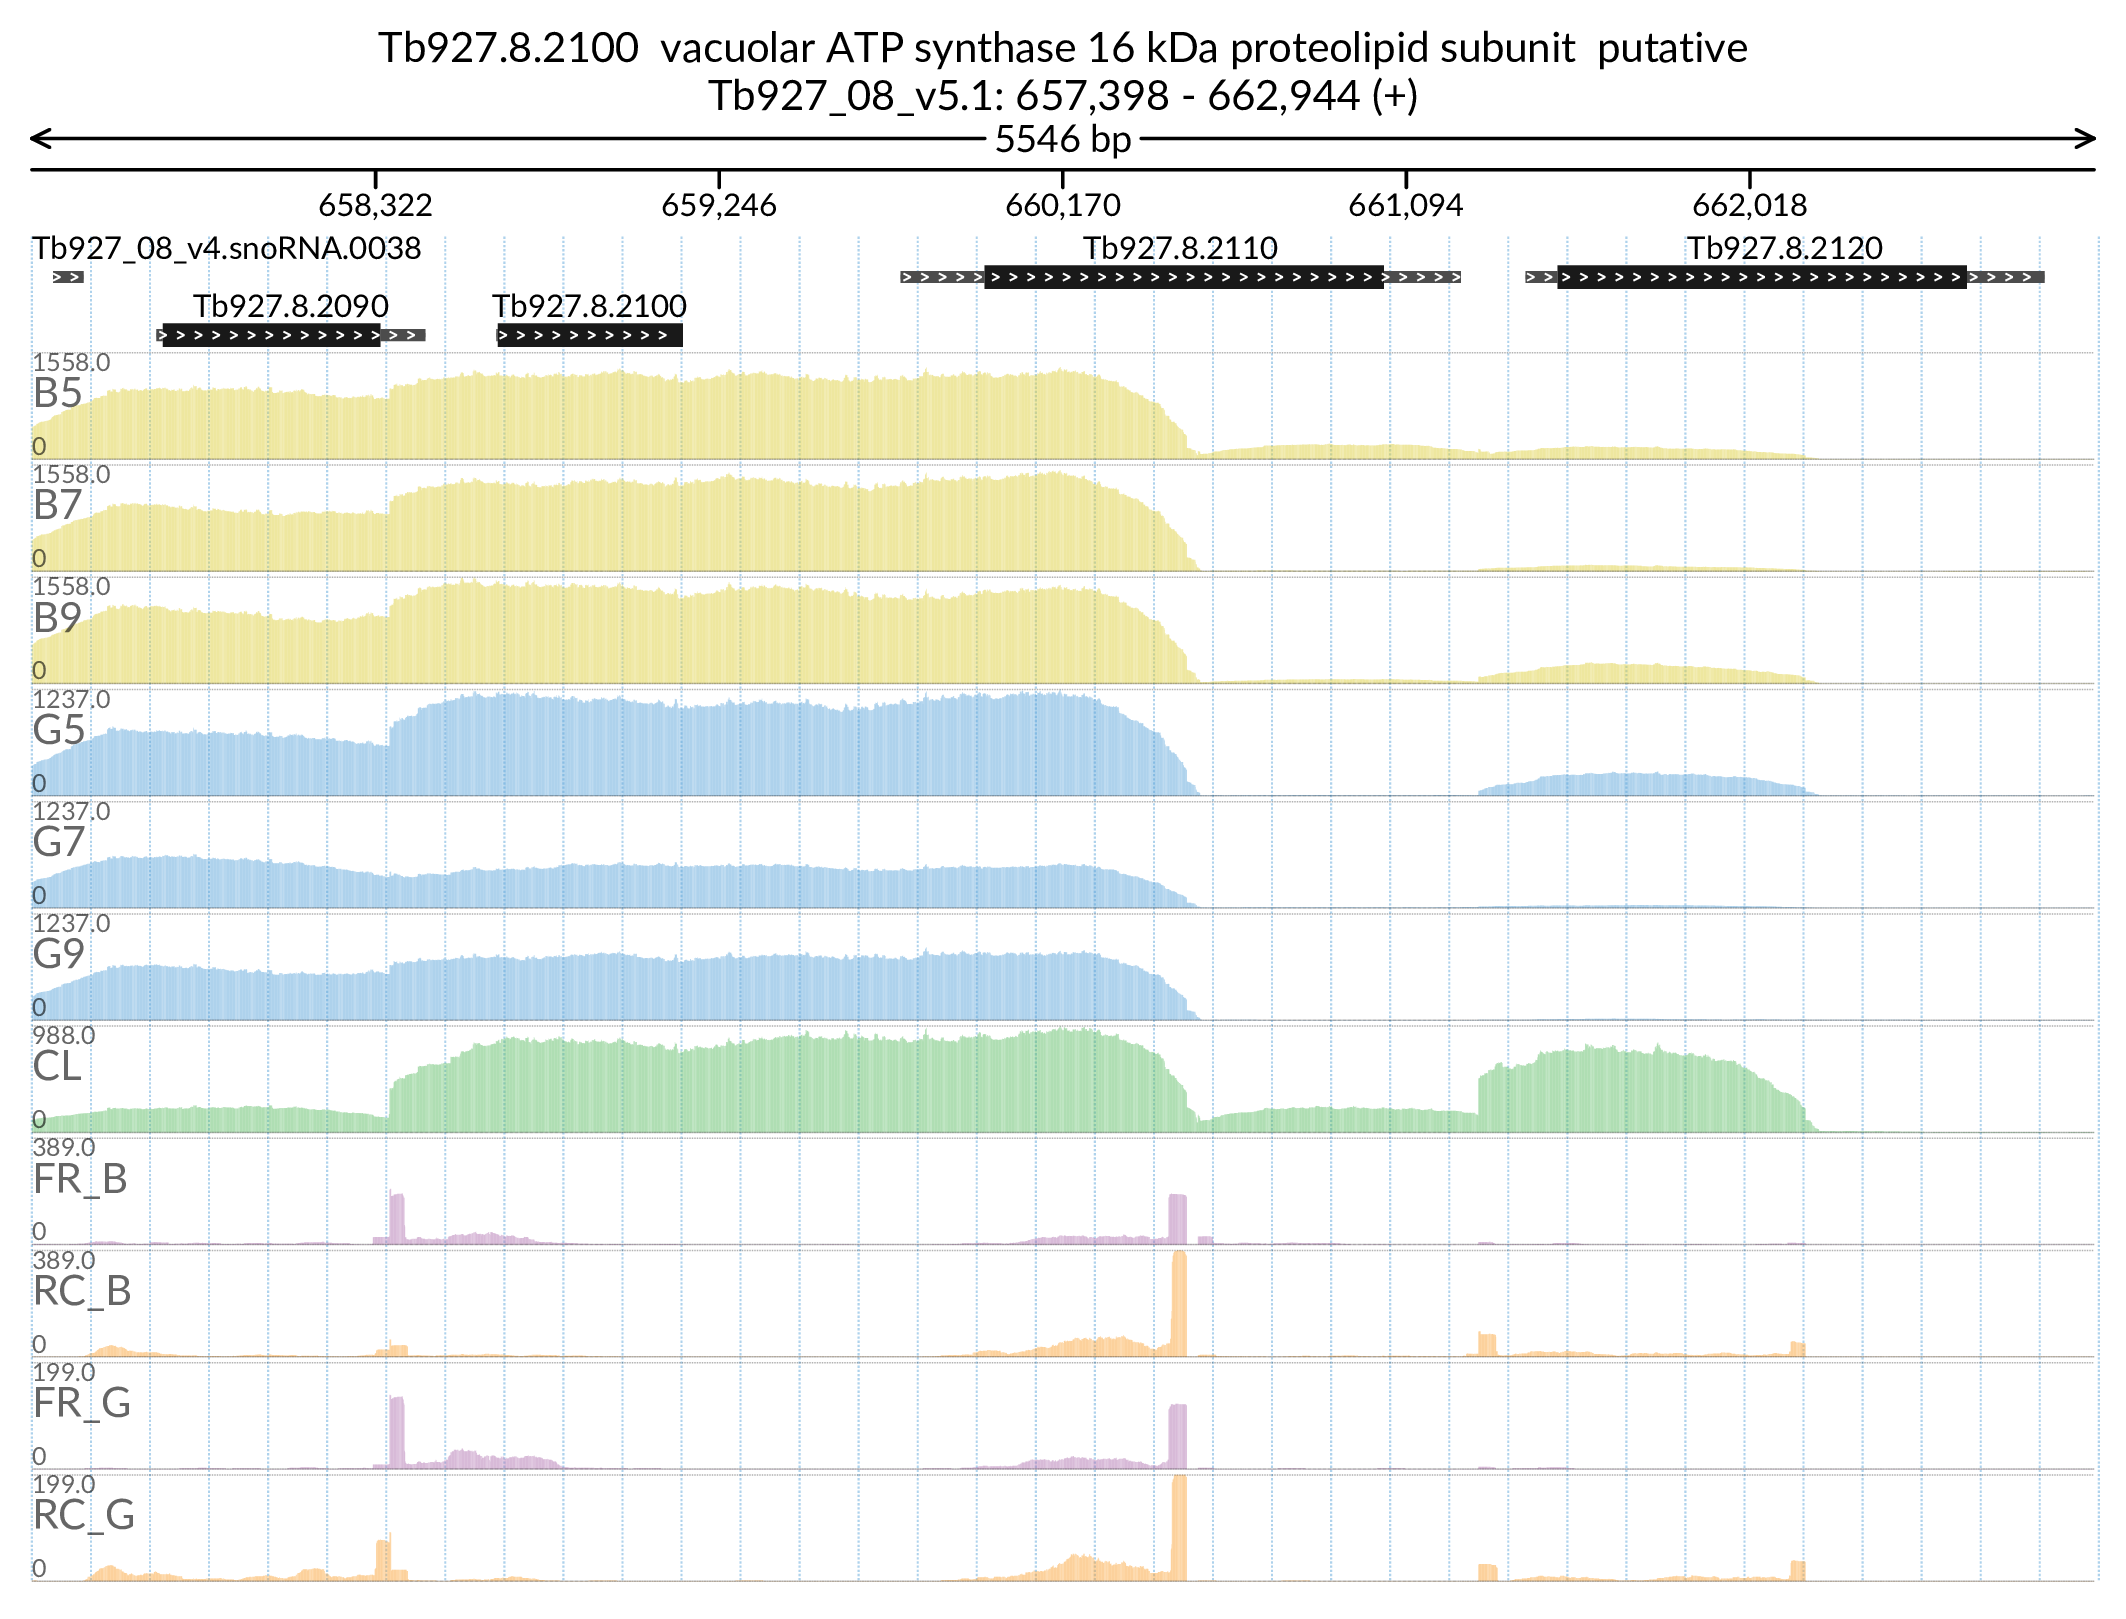 Tb927.8.2100  vacuolar ATP synthase 16 kDa proteolipid subunit  putative
Tb927_08_v5.1: 657,398 - 662,944 (+)
5546 bp
658,322 659,246 660,170 661,094 662,018
Tb927_08_v4.snoRNA.0038 Tb927.8.2110 Tb927.8.2120
Tb927.8.2090 Tb927.8.2100
1558.0
B5
0
1558.0
B7
0
1558.0
B9
0
1237.0
G5
0
1237.0
G7
0
1237.0
G9
0
988.0
CL
0
389.0
FR_B
0
389.0
RC_B
0
199.0
FR_G
0
199.0
RC_G
0